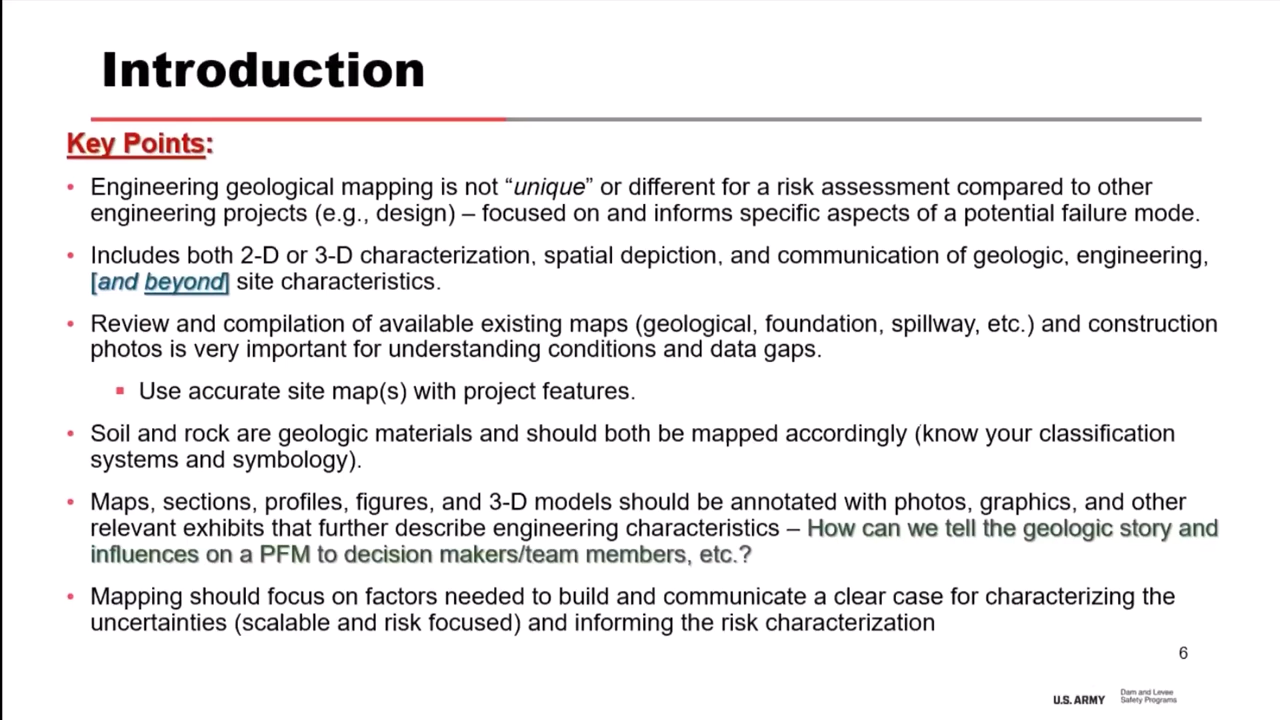 Introduction
Key Points:
• Engineering geological mapping is not “unique” or different for a risk assessment compared to other
engineering projects (e.g., design) – focused on and informs specific aspects of a potential failure mode.
• Includes both 2-D or 3-D characterization, spatial depiction, and communication of geologic, engineering,
[and beyond] site characteristics.
• Review and compilation of available existing maps (geological, foundation, spillway, etc.) and construction
photos is very important for understanding conditions and data gaps.
▪ Use accurate site map(s) with project features.
• Soil and rock are geologic materials and should both be mapped accordingly (know your classification
systems and symbology).
• Maps, sections, profiles, figures, and 3-D models should be annotated with photos, graphics, and other
relevant exhibits that further describe engineering characteristics – How can we tell the geologic story and
influences on a PFM to decision makers/team members, etc.?
• Mapping should focus on factors needed to build and communicate a clear case for characterizing the
uncertainties (scalable and risk focused) and informing the risk characterization
6
U.S. ARMY
Dam and Levee
Safety Programs